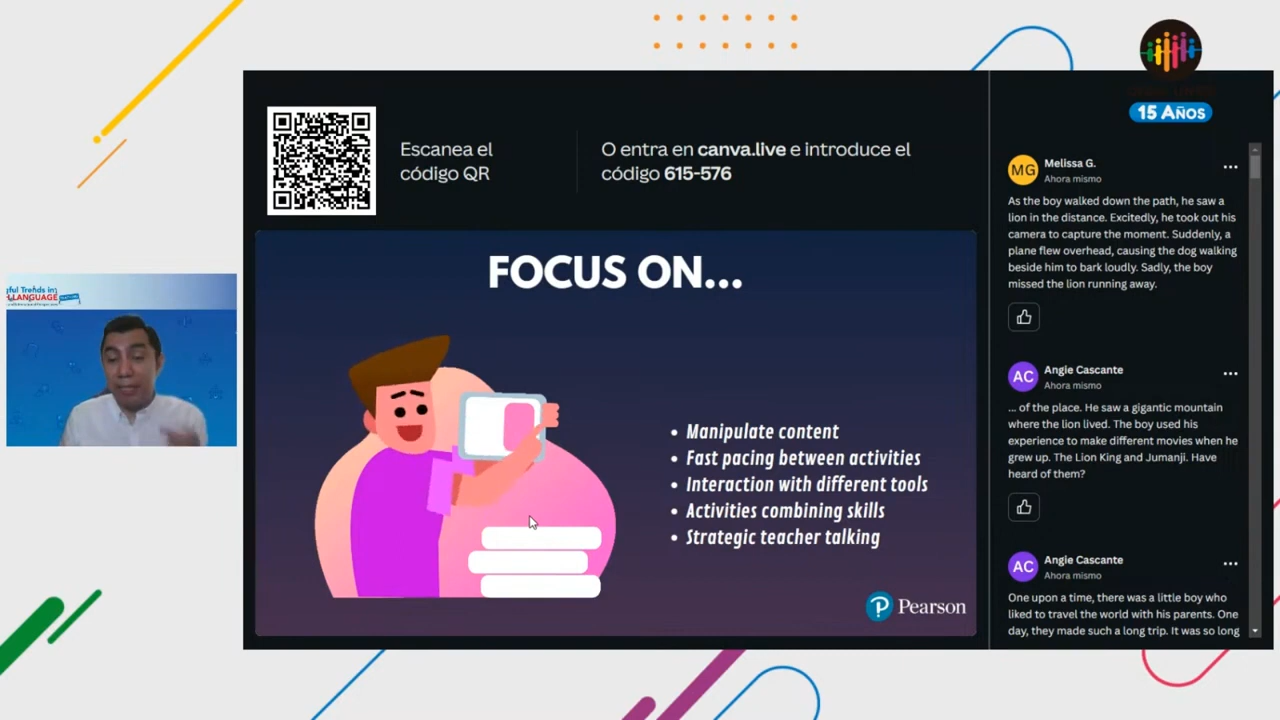 15 AÑOS
Escanea el
código QR
O entra en canva.live e introduce el
código 615-576
ful Trends in
LANGUAGE
FOCUS ON...
• Manipulate content
• Fast pacing between activities
• Interaction with different tools
• Activities combining skills
• Strategic teacher talking
Pearson
MG
Melissa G.
Ahora mismo
As the boy walked down the path, he saw a
lion in the distance. Excitedly, he took out his
camera to capture the moment. Suddenly, a
plane flew overhead, causing the dog walking
beside him to bark loudly. Sadly, the boy
missed the lion running away.
AC
Angie Cascante
Ahora mismo
... of the place. He saw a gigantic mountain
where the lion lived. The boy used his
experience to make different movies when he
grew up. The Lion King and Jumanji. Have
heard of them?
AC
Angie Cascante
Ahora mismo
One upon a time, there was a little boy who
liked to travel the world with his parents. One
day, they made such a long trip. It was so long